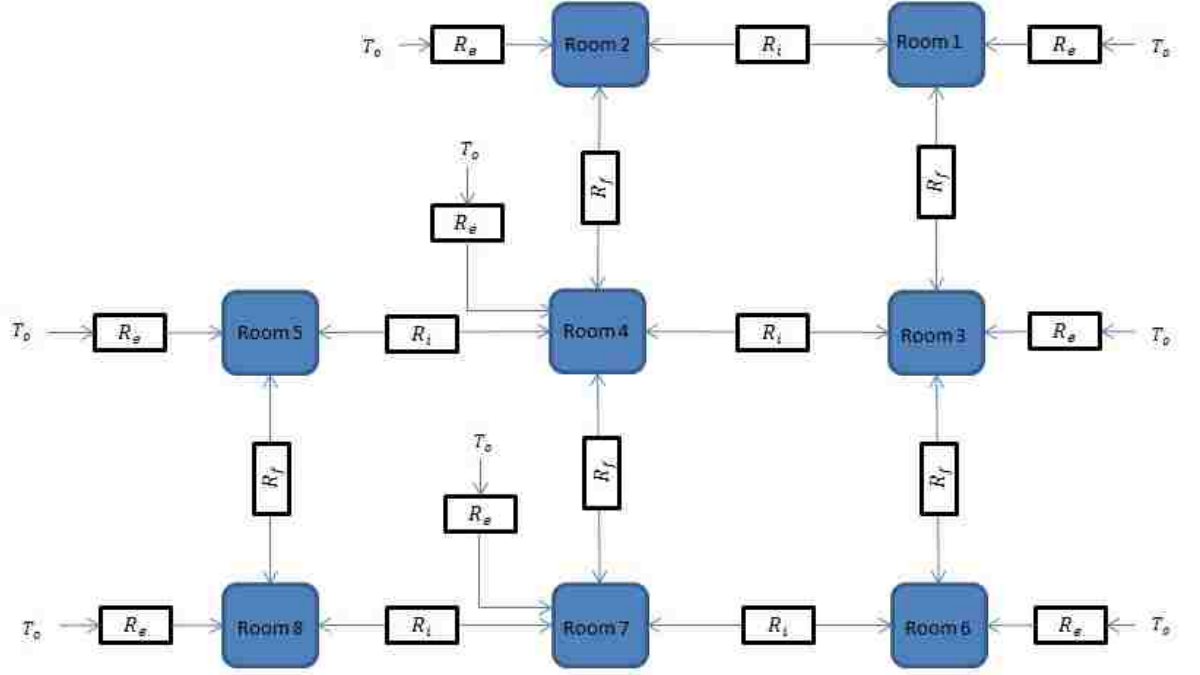 T_o R_e Room 2 R_i Room 1 R_e T_o
T_o
R_f R_f
R_e
Room 5 Room 4 Room 3
T_o R_e R_i R_i R_e T_o
T_o
R_f R_f R_f
R_e
Room 8 Room 7 Room 6
T_o R_e R_i R_i R_e T_o